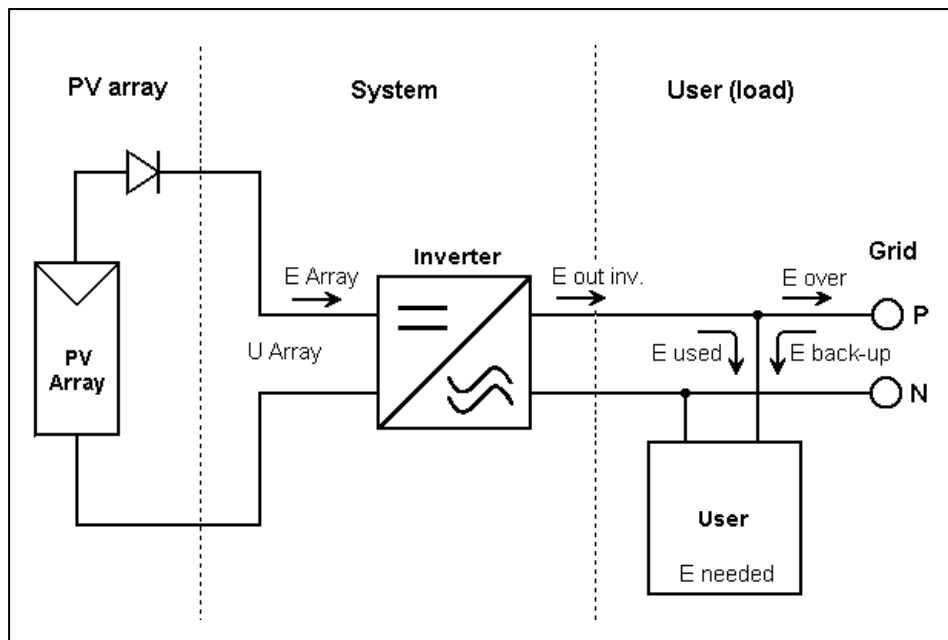 PV array
System
User (load)
Inverter
Grid
E Array
E out inv.
E over
P
U Array
E used
E back-up
PV
Array
N
User
E needed